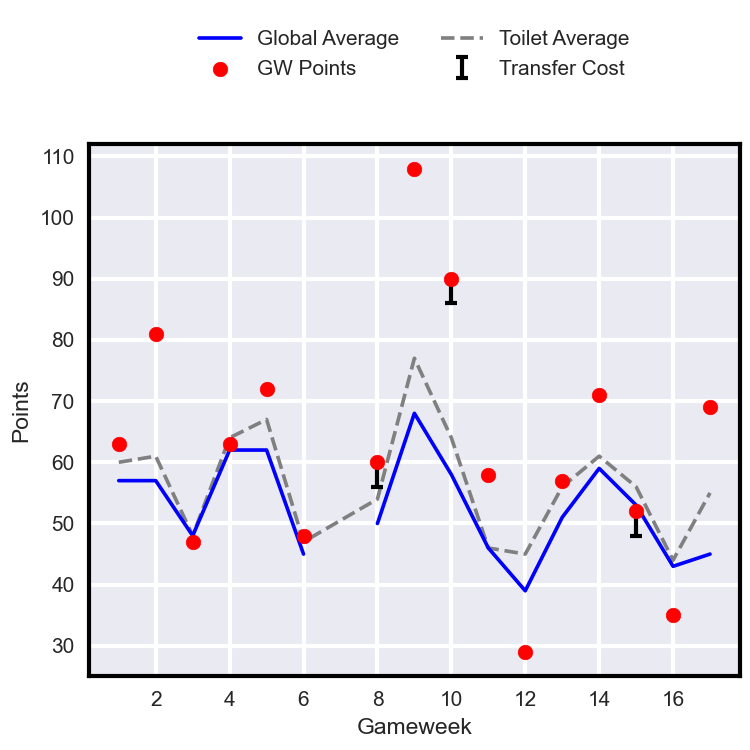 Global Average
Toilet Average
GW Points
Transfer Cost
110
100
90
80
70
60
50
40
30
Points
2 4 6 8 10 12 14 16
Gameweek